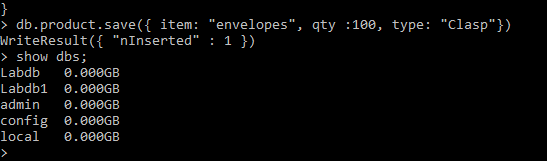 }
> db.product.save({ item: "envelopes", qty :100, type: "Clasp"})
WriteResult({ "nInserted" : 1 })
> show dbs;
Labdb   0.000GB
Labdb1  0.000GB
admin   0.000GB
config  0.000GB
local   0.000GB
>